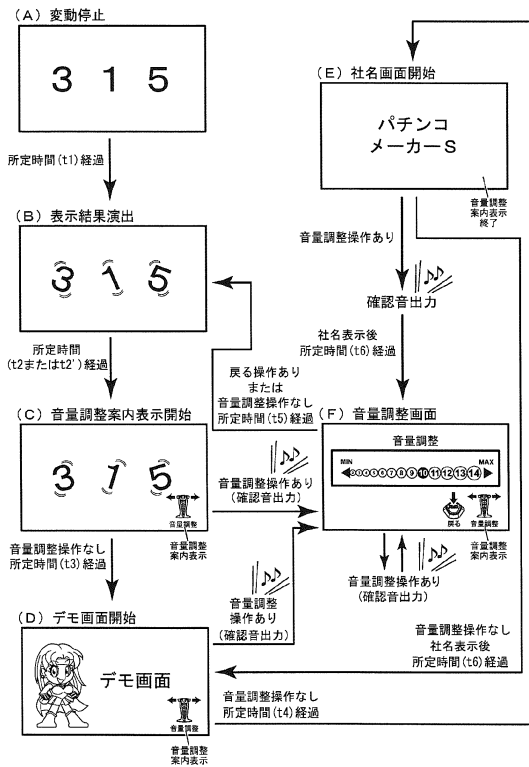 (A) 変動停止
3 1 5
所定時間(t1)経過
(B) 表示結果演出
3 1 5
所定時間
(t2またはt2')経過
(C) 音量調整案内表示開始
3 1 5
音量調整
音量調整
案内表示
音量調整操作なし
所定時間(t3)経過
(D) デモ画面開始
デモ画面
音量調整
音量調整
案内表示
戻る操作あり
または
音量調整操作なし
所定時間(t5)経過
音量調整操作あり
(確認音出力)
音量調整
操作あり
(確認音出力)
音量調整操作なし
所定時間(t4)経過
(E) 社名画面開始
パチンコ
メーカーS
音量調整
案内表示
終了
音量調整操作あり
確認音出力
社名表示後
所定時間(t6)経過
(F) 音量調整画面
音量調整
MIN MAX
①②③④⑤⑥⑦⑧⑨⑩⑪⑫⑬⑭
戻る 音量調整
音量調整
案内表示
音量調整操作あり
(確認音出力)
音量調整操作なし
社名表示後
所定時間(t6)経過